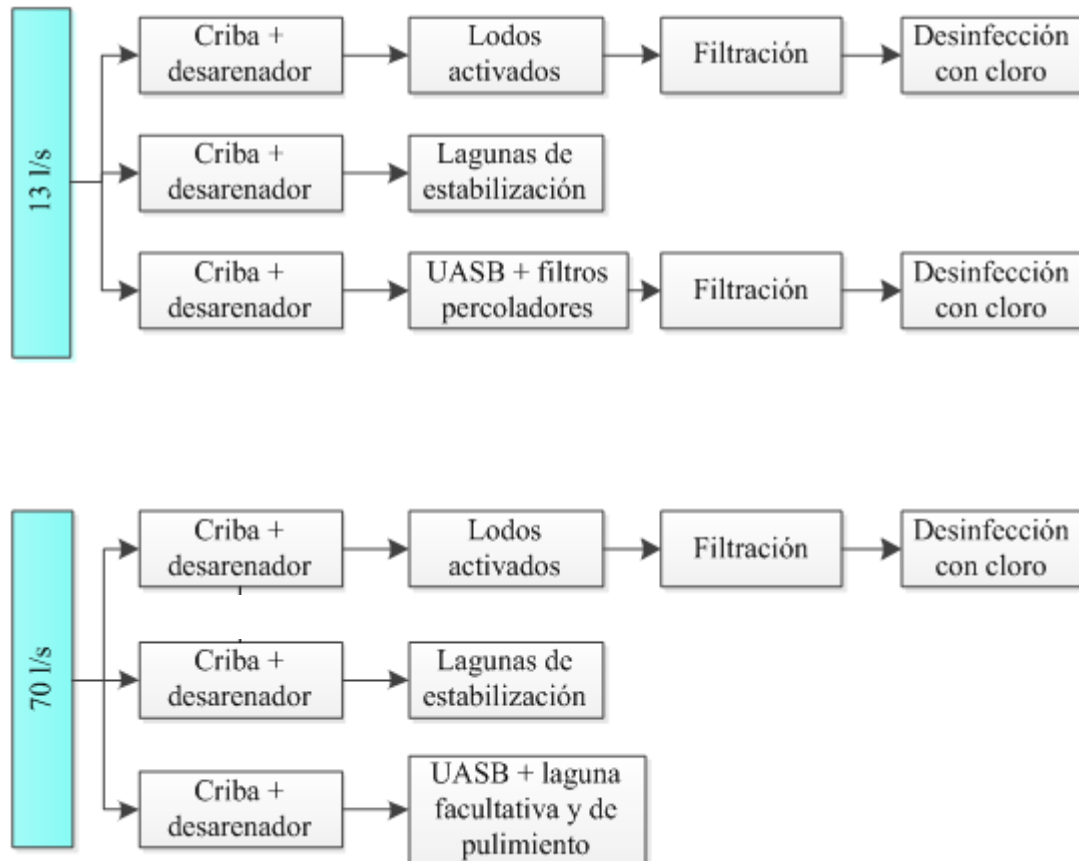 13 l/s
Criba +
desarenador
Lodos
activados
Filtración
Desinfección
con cloro
Criba +
desarenador
Lagunas de
estabilización
Criba +
desarenador
UASB + filtros
percoladores
Filtración
Desinfección
con cloro
70 l/s
Criba +
desarenador
Lodos
activados
Filtración
Desinfección
con cloro
Criba +
desarenador
Lagunas de
estabilización
Criba +
desarenador
UASB + laguna
facultativa y de
pulimiento